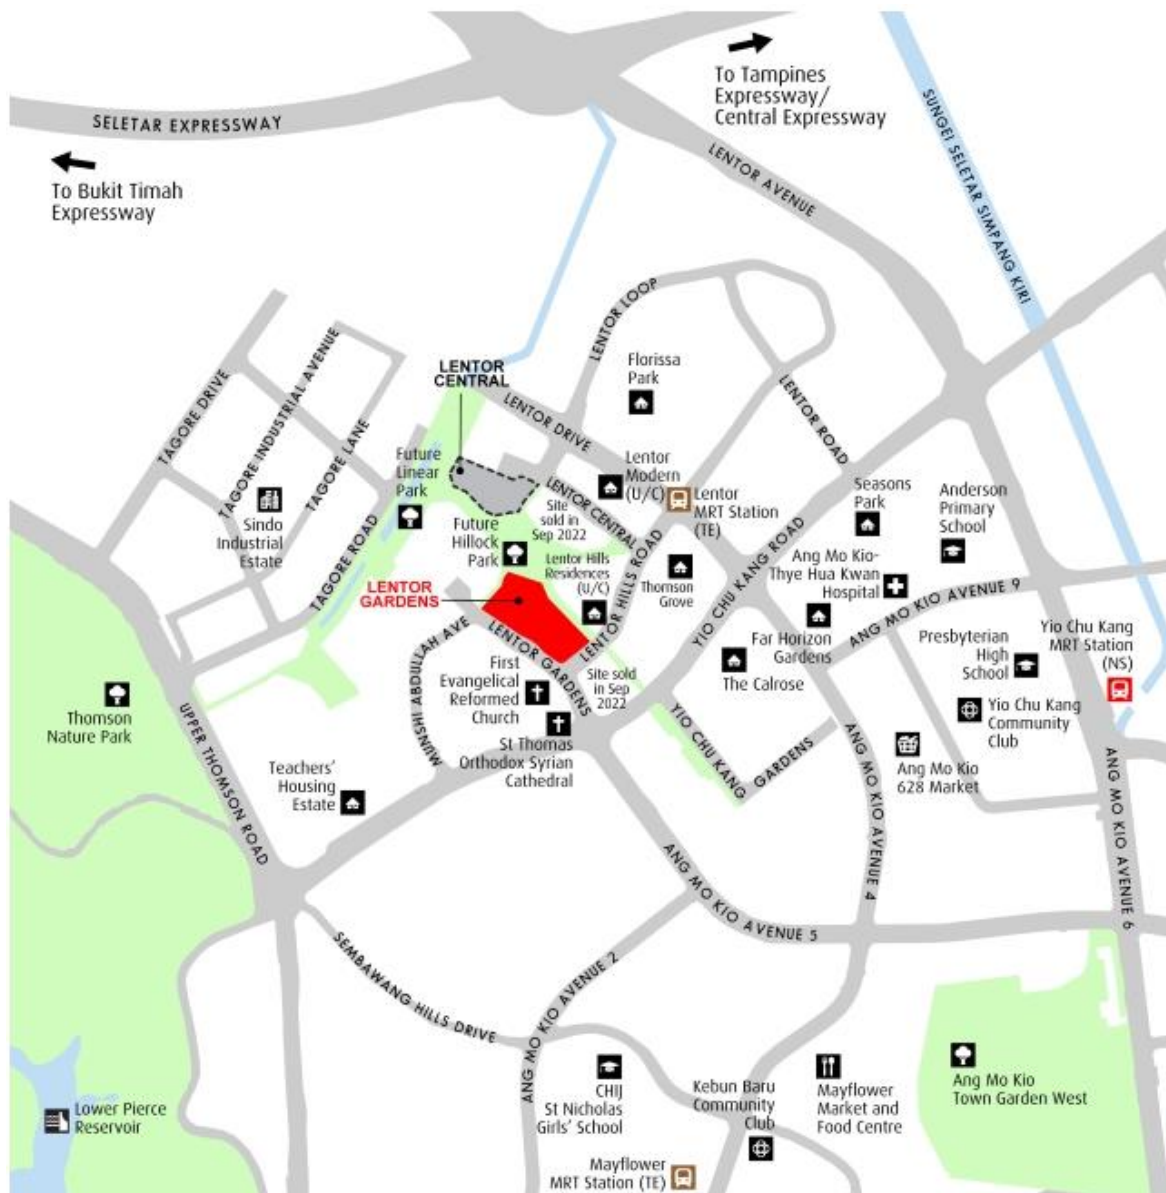 To Tampines
Expressway/
Central Expressway
SELETAR EXPRESSWAY
To Bukit Timah
Expressway
LENTOR AVENUE
SUNGEI SELETAR SIMPANG KIRI
LENTOR LOOP
LENTOR
CENTRAL
Florissa
Park
TAGORE DRIVE
TAGORE INDUSTRIAL AVENUE
TAGORE LANE
LENTOR DRIVE
LENTOR ROAD
Future
Linear
Park
Lentor
Modern
(U/C)
Lentor
MRT Station
(TE)
LENTOR CENTRAL
Site
sold in
Sep 2022
Seasons
Park
Anderson
Primary
School
Sindo
Industrial
Estate
Future
Hillock
Park
TAGORE ROAD
Lentor Hills
Residences
(U/C)
LENTOR HILLS ROAD
Thomson
Grove
YIO CHU KANG ROAD
Ang Mo Kio-
Thye Hua Kwan
Hospital
LENTOR
GARDENS
LENTOR GARDENS
MUNSHI ABDULLAH AVE
Far Horizon
Gardens
ANG MO KIO AVENUE 9
Presbyterian
High
School
Yio Chu Kang
MRT Station
(NS)
First
Evangelical
Reformed
Church
Site sold
in Sep
2022
The Calrose
Yio Chu Kang
Community
Club
Thomson
Nature Park
UPPER THOMSON ROAD
St Thomas
Orthodox Syrian
Cathedral
YIO CHU KANG
GARDENS
Teachers'
Housing
Estate
Ang Mo Kio
628 Market
ANG MO KIO AVENUE 4
ANG MO KIO AVENUE 6
ANG MO KIO AVENUE 5
SEMBAWANG HILLS DRIVE
ANG MO KIO AVENUE 2
CHIJ
St Nicholas
Girls' School
Kebun Baru
Community
Club
Mayflower
Market and
Food Centre
Ang Mo Kio
Town Garden West
Lower Pierce
Reservoir
Mayflower
MRT Station (TE)